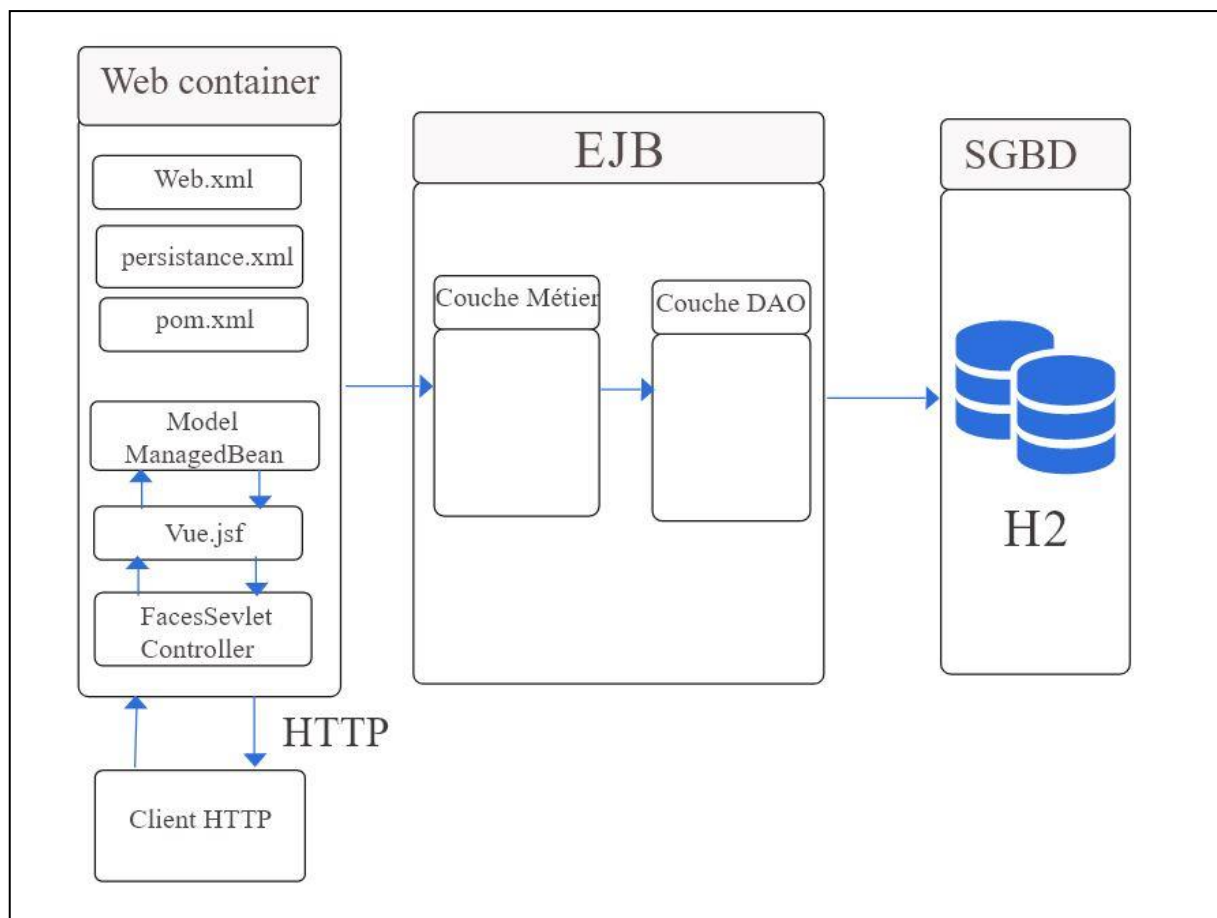 Web container
Web.xml
persistance.xml
pom.xml
Model
ManagedBean
Vue.jsf
FacesSevlet
Controller
HTTP
Client HTTP
EJB
Couche Métier
Couche DAO
SGBD
H2